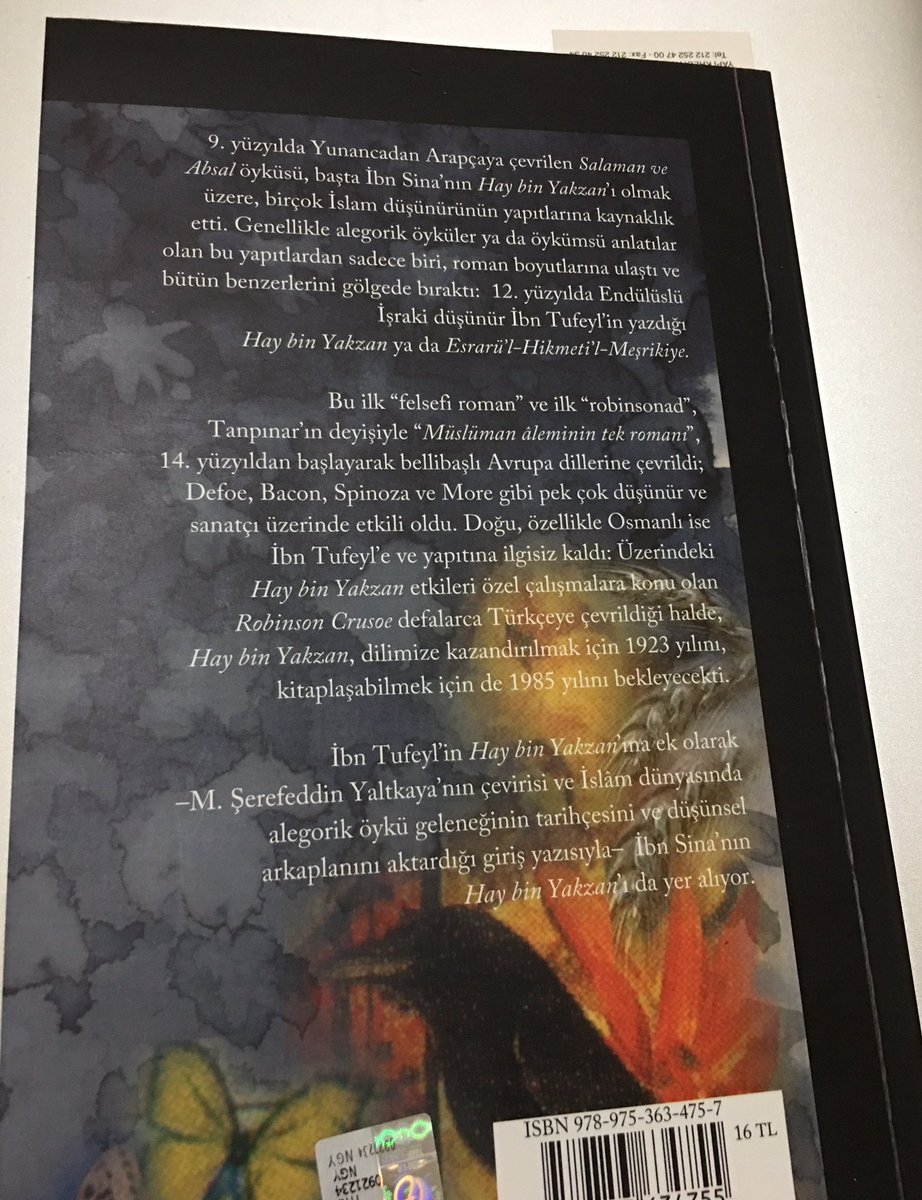 YAPI KRED
Tel: 212 252 47 00 - Fax: 212
9. yüzyılda Yunancadan Arapçaya çevrilen Salaman ve
Absal öyküsü, başta İbn Sina’nın Hay bin Yakzan’ı olmak
üzere, birçok İslam düşünürünün yapıtlarına kaynaklık
etti. Genellikle alegorik öyküler ya da öykümsü anlatılar
olan bu yapıtlardan sadece biri, roman boyutlarına ulaştı ve
bütün benzerlerini gölgede bıraktı: 12. yüzyılda Endülüslü
İşraki düşünür İbn Tufeyl’in yazdığı
Hay bin Yakzan ya da Esrarü’l-Hikmeti’l-Meşrikiye.
Bu ilk “felsefi roman” ve ilk “robinsonad”,
Tanpınar’ın deyişiyle “Müslüman âleminin tek romanı”,
14. yüzyıldan başlayarak bellibaşlı Avrupa dillerine çevrildi;
Defoe, Bacon, Spinoza ve More gibi pek çok düşünür ve
sanatçı üzerinde etkili oldu. Doğu, özellikle Osmanlı ise
İbn Tufeyl’e ve yapıtına ilgisiz kaldı: Üzerindeki
Hay bin Yakzan etkileri özel çalışmalara konu olan
Robinson Crusoe defalarca Türkçeye çevrildiği halde,
Hay bin Yakzan, dilimize kazandırılmak için 1923 yılını,
kitaplaşabilmek için de 1985 yılını bekleyecekti.
İbn Tufeyl’in Hay bin Yakzan’ına ek olarak
–M. Şerefeddin Yaltkaya’nın çevirisi ve İslâm dünyasında
alegorik öykü geleneğinin tarihçesini ve düşünsel
arkaplanını aktardığı giriş yazısıyla– İbn Sina’nın
Hay bin Yakzan’ı da yer alıyor.
ISBN 978-975-363-475-7
16 TL
0921234 NGY
NGY
0921234